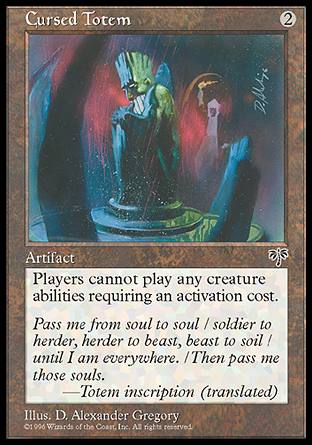 Cursed Totem
2
Artifact
Players cannot play any creature
abilities requiring an activation cost.
Pass me from soul to soul / soldier to
herder, herder to beast, beast to soil /
until I am everywhere. /Then pass me
those souls.
—Totem inscription (translated)
Illus. D. Alexander Gregory
©1996 Wizards of the Coast, Inc. All rights reserved.